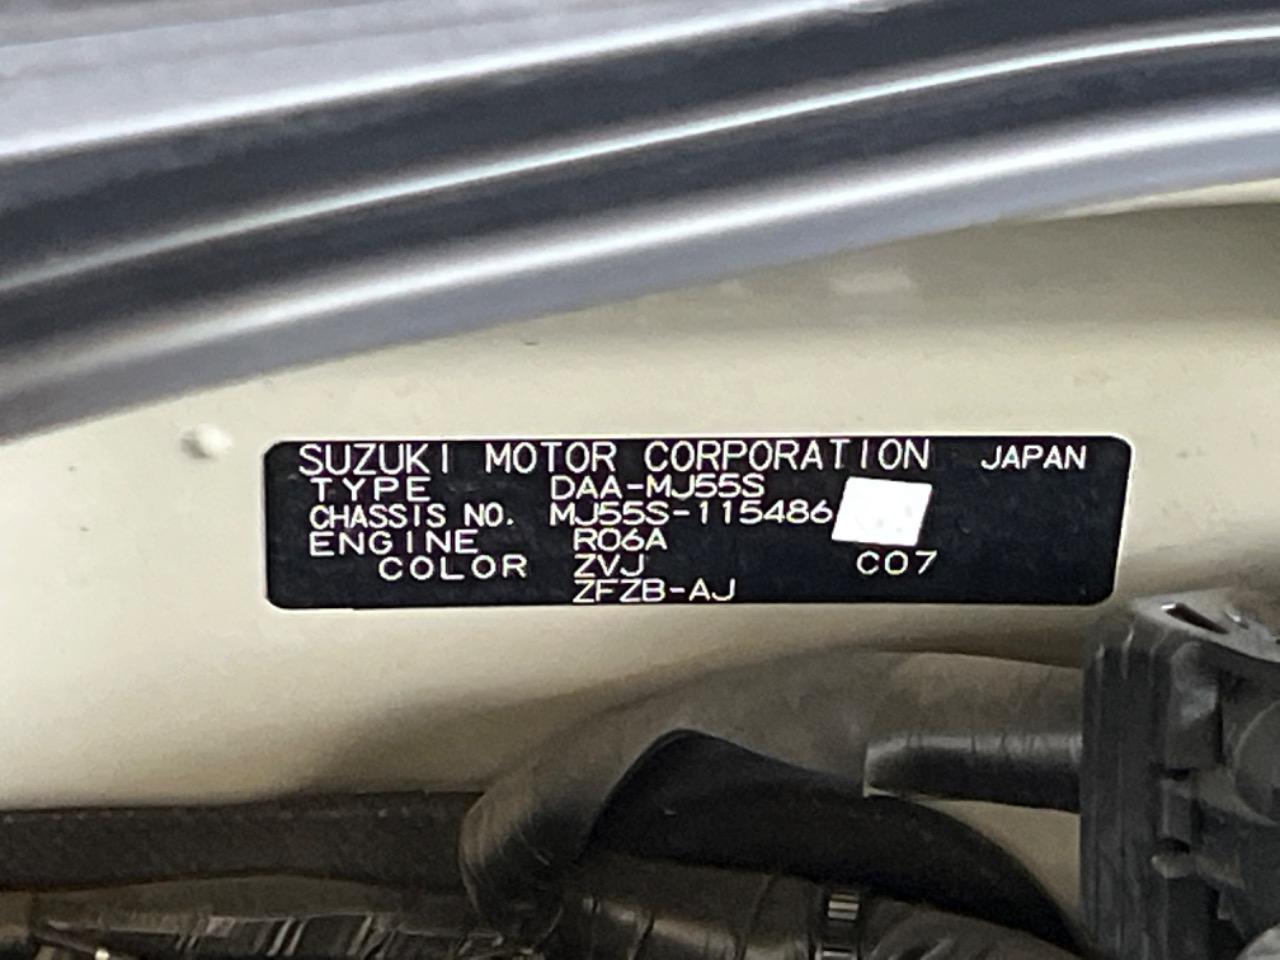 SUZUKI MOTOR CORPORATION JAPAN
TYPE DAA-MJ55S
CHASSIS NO. MJ55S-115486
ENGINE R06A
COLOR ZVJ C07
ZFZB-AJ